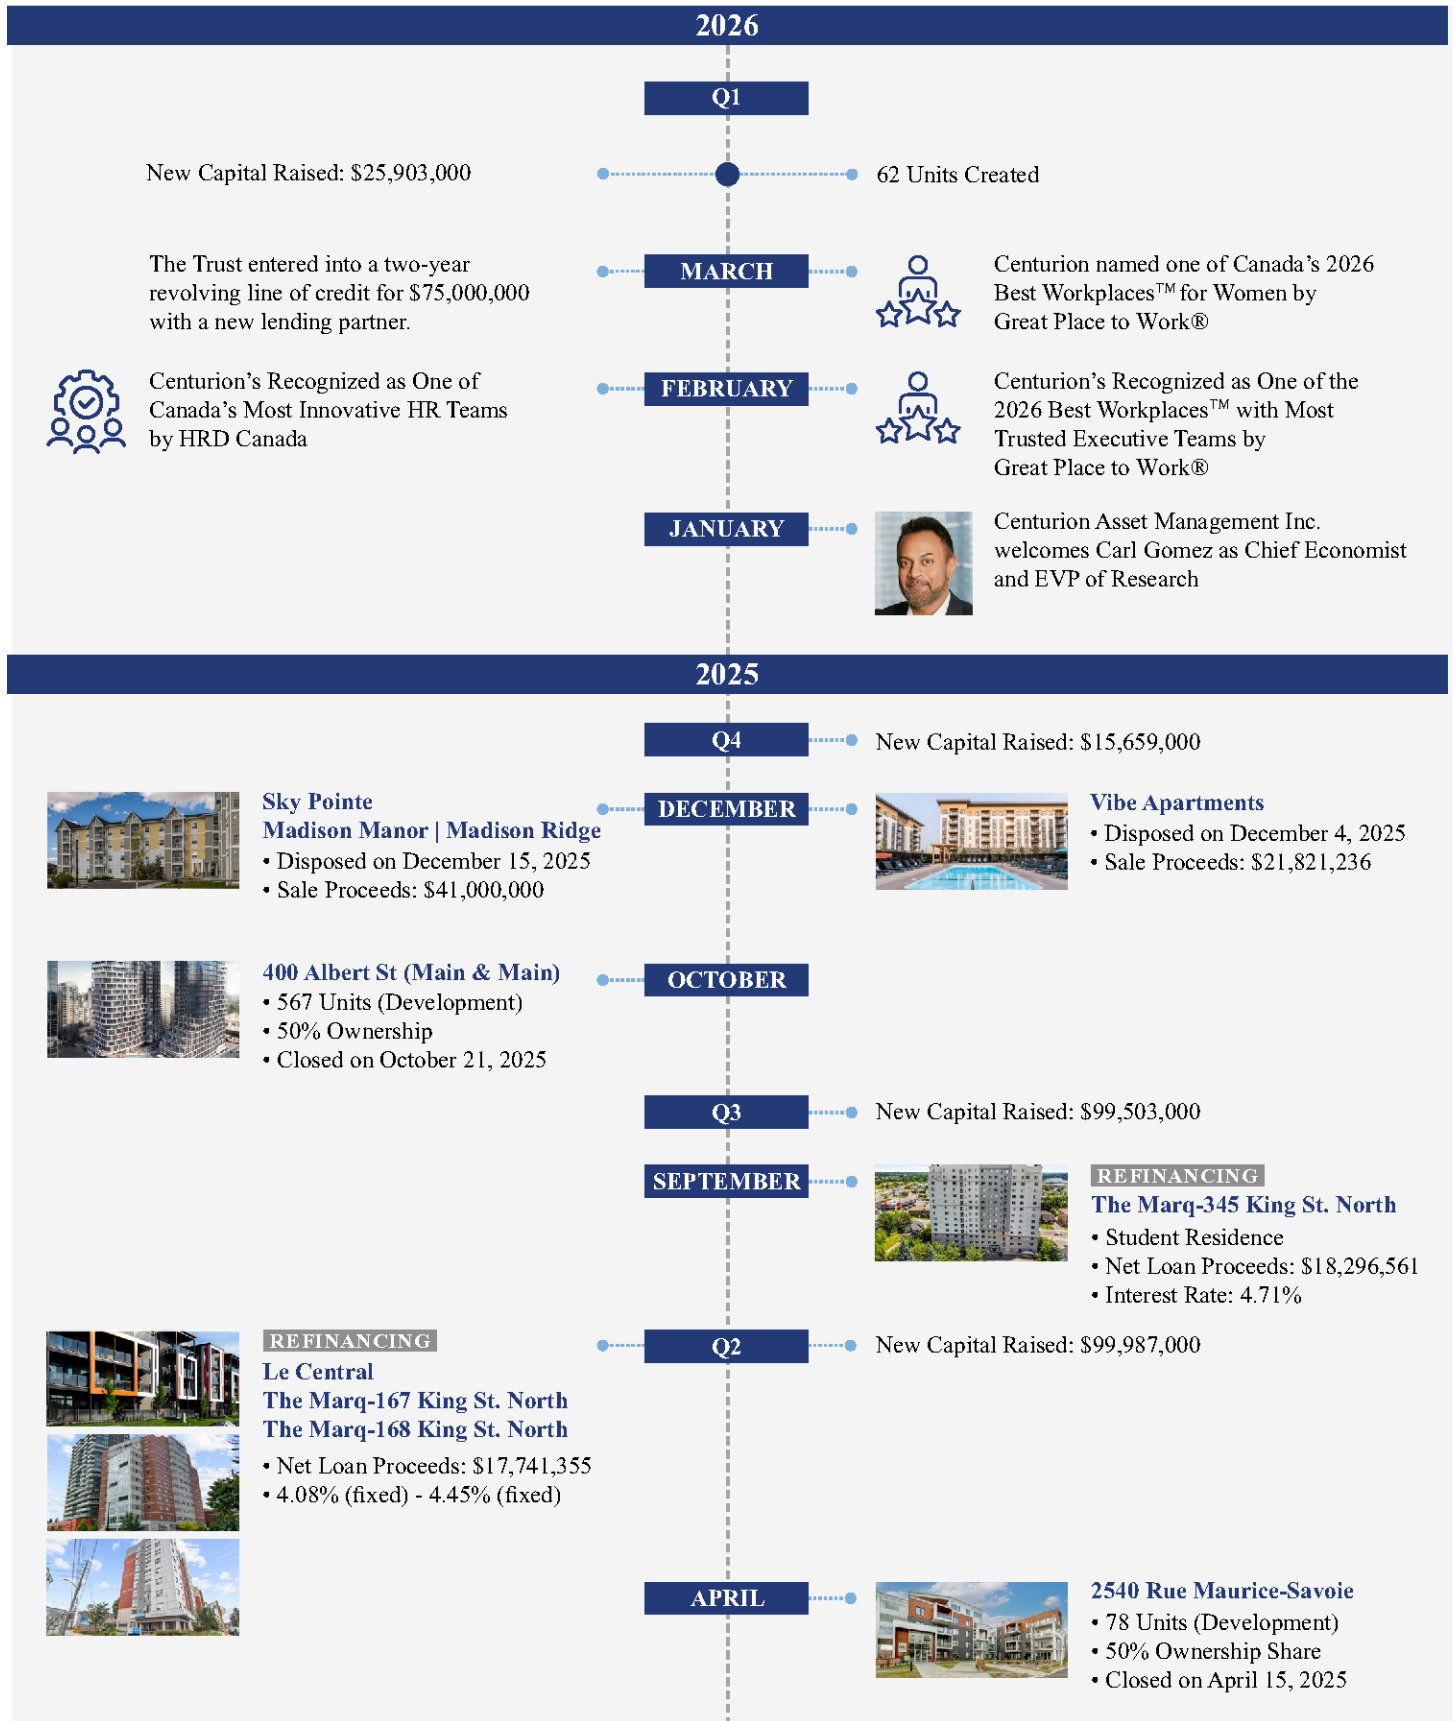 2026
Q1
New Capital Raised: $25,903,000
62 Units Created
The Trust entered into a two-year
revolving line of credit for $75,000,000
with a new lending partner.
MARCH
Centurion named one of Canada’s 2026
Best Workplaces™ for Women by
Great Place to Work®
Centurion’s Recognized as One of
Canada’s Most Innovative HR Teams
by HRD Canada
FEBRUARY
Centurion’s Recognized as One of the
2026 Best Workplaces™ with Most
Trusted Executive Teams by
Great Place to Work®
JANUARY
Centurion Asset Management Inc.
welcomes Carl Gomez as Chief Economist
and EVP of Research
2025
Q4
New Capital Raised: $15,659,000
Sky Pointe
Madison Manor | Madison Ridge
• Disposed on December 15, 2025
• Sale Proceeds: $41,000,000
DECEMBER
Vibe Apartments
• Disposed on December 4, 2025
• Sale Proceeds: $21,821,236
400 Albert St (Main & Main)
• 567 Units (Development)
• 50% Ownership
• Closed on October 21, 2025
OCTOBER
Q3
New Capital Raised: $99,503,000
SEPTEMBER
REFINANCING
The Marq-345 King St. North
• Student Residence
• Net Loan Proceeds: $18,296,561
• Interest Rate: 4.71%
REFINANCING
Le Central
The Marq-167 King St. North
The Marq-168 King St. North
• Net Loan Proceeds: $17,741,355
• 4.08% (fixed) - 4.45% (fixed)
Q2
New Capital Raised: $99,987,000
APRIL
2540 Rue Maurice-Savoie
• 78 Units (Development)
• 50% Ownership Share
• Closed on April 15, 2025